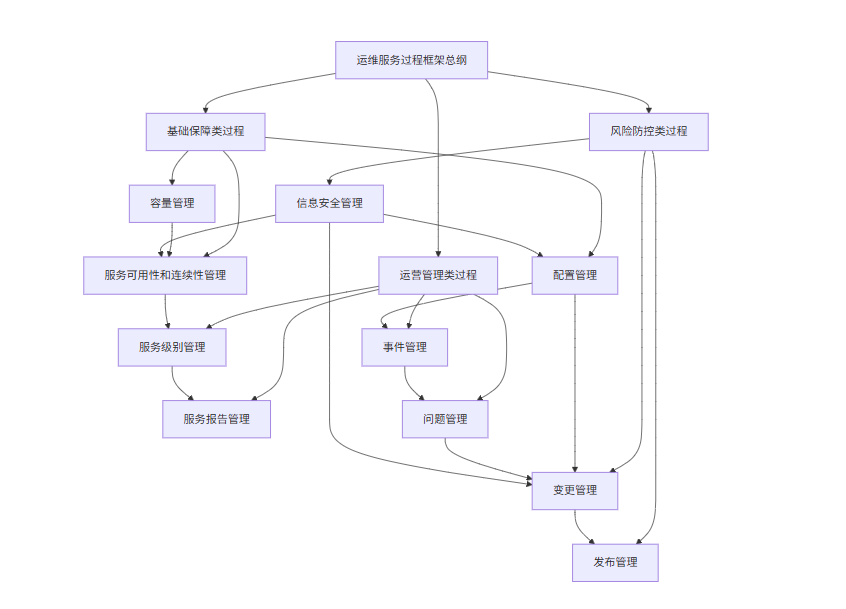 运维服务过程框架总纲
基础保障类过程
风险防控类过程
容量管理
信息安全管理
服务可用性和连续性管理
运营管理类过程
配置管理
服务级别管理
事件管理
服务报告管理
问题管理
变更管理
发布管理